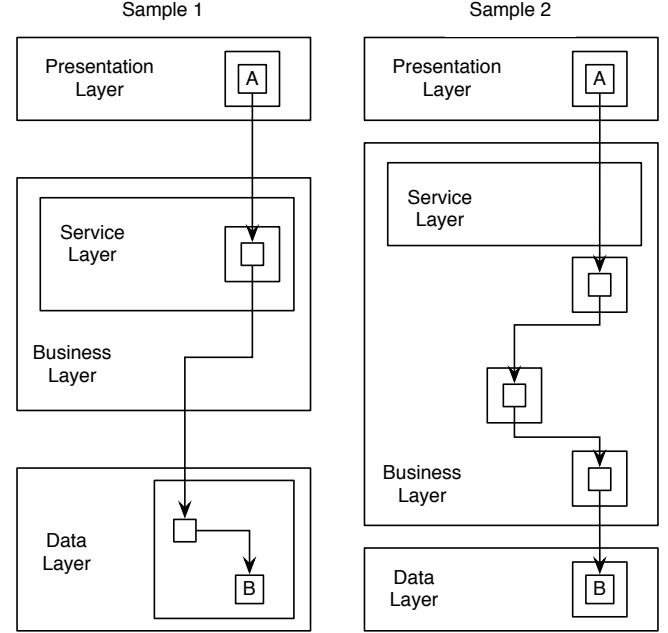 Sample 1
Presentation
Layer
A
Service
Layer
Business
Layer
Data
Layer
B
Sample 2
Presentation
Layer
A
Service
Layer
Business
Layer
Data
Layer
B